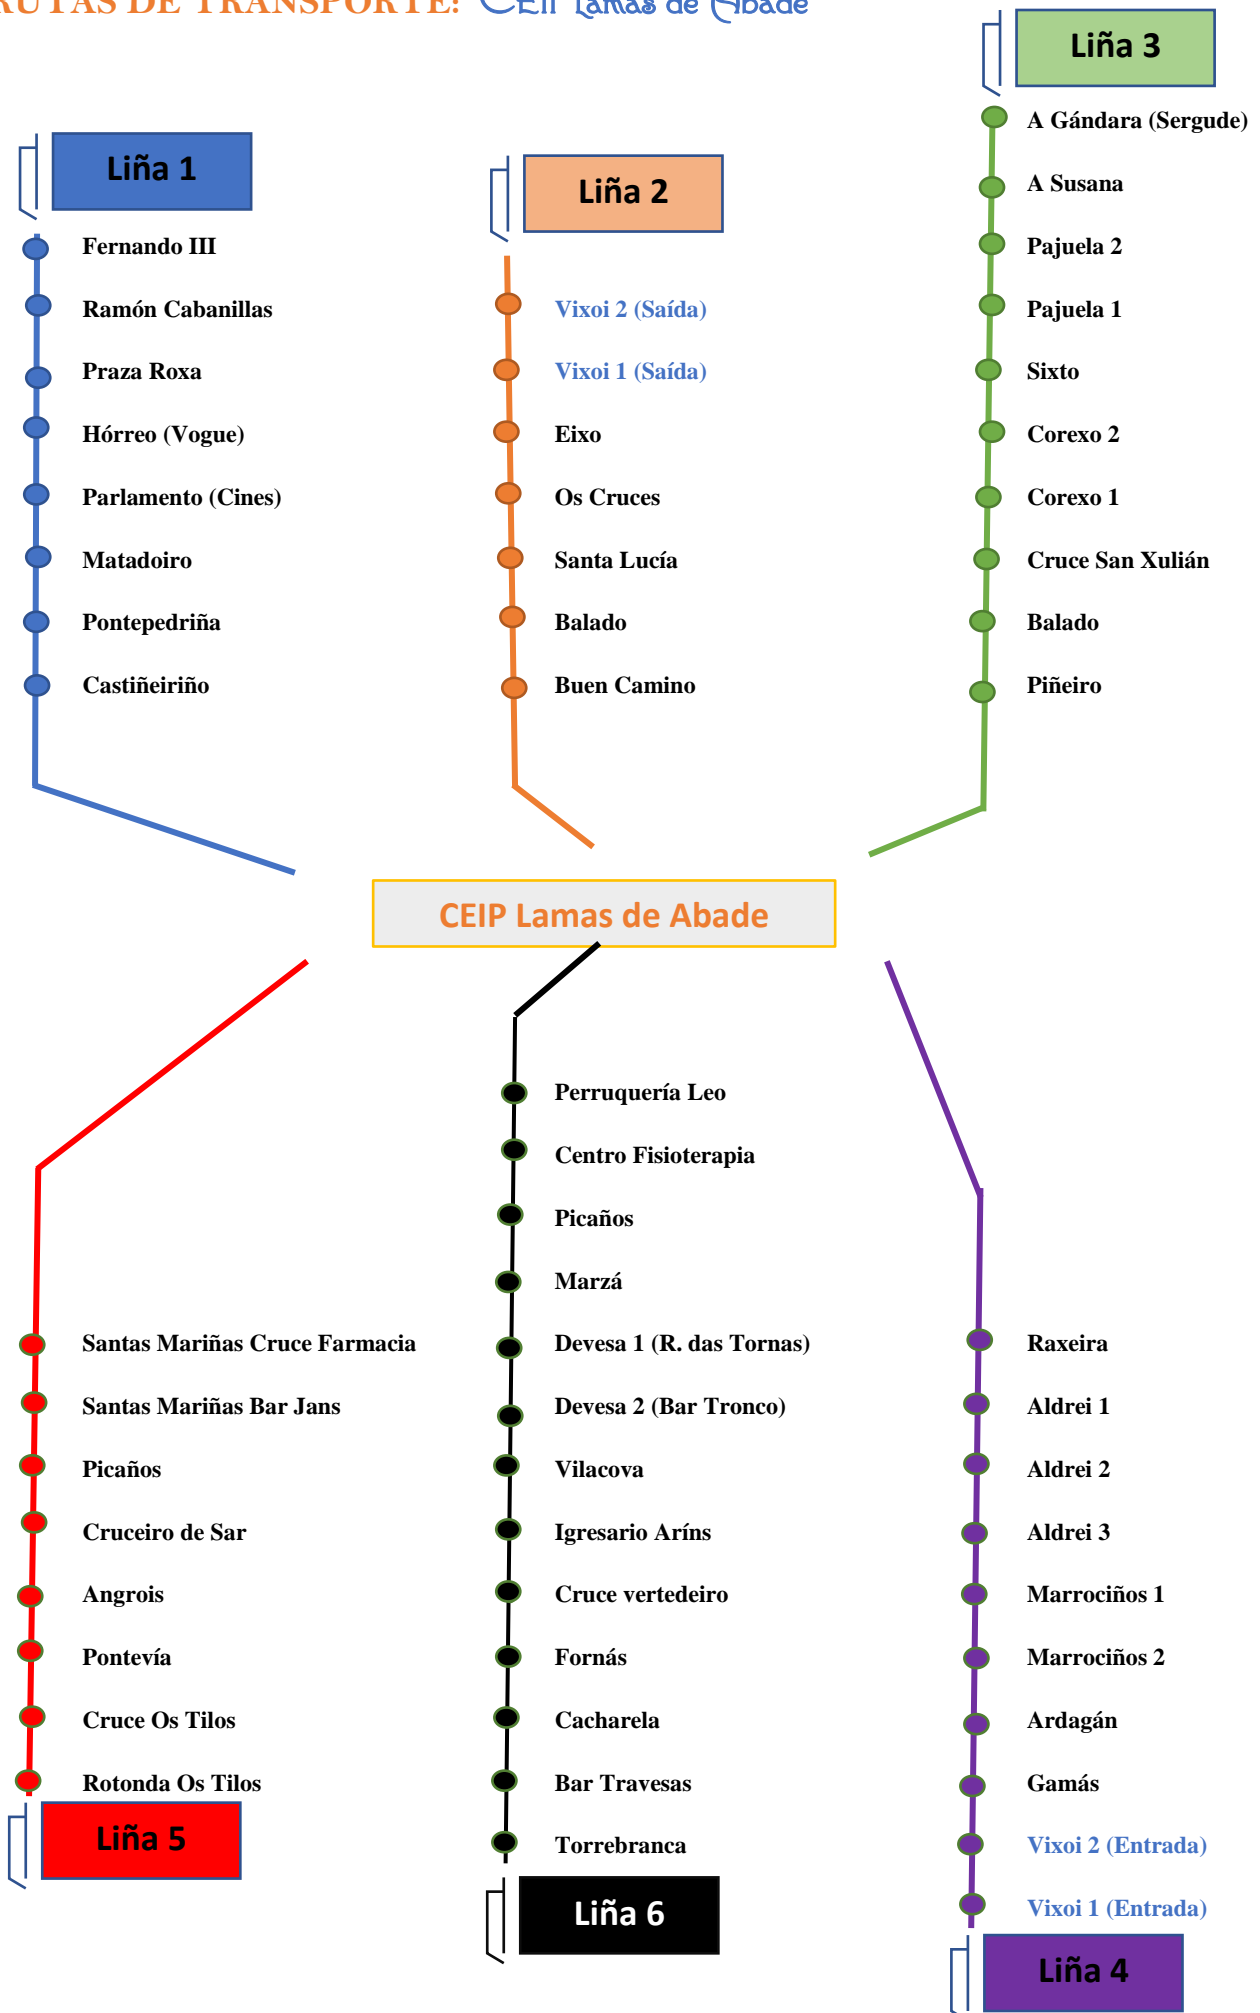 RUTAS DE TRANSPORTE: CEIP Lamas de Abade
Liña 1
Fernando III
Ramón Cabanillas
Praza Roxa
Hórreo (Vogue)
Parlamento (Cines)
Matadoiro
Pontepedriña
Castiñeiriño
Liña 2
Vixoi 2 (Saída)
Vixoi 1 (Saída)
Eixo
Os Cruces
Santa Lucía
Balado
Buen Camino
Liña 3
A Gándara (Sergude)
A Susana
Pajuela 2
Pajuela 1
Sixto
Corexo 2
Corexo 1
Cruce San Xulián
Balado
Piñeiro
CEIP Lamas de Abade
Santas Mariñas Cruce Farmacia
Santas Mariñas Bar Jans
Picaños
Cruceiro de Sar
Angrois
Pontevía
Cruce Os Tilos
Rotonda Os Tilos
Liña 5
Perruquería Leo
Centro Fisioterapia
Picaños
Marzá
Devesa 1 (R. das Tornas)
Devesa 2 (Bar Tronco)
Vilacova
Igresario Aríns
Cruce vertedeiro
Fornás
Cacharela
Bar Travesas
Torrebranca
Liña 6
Raxeira
Aldrei 1
Aldrei 2
Aldrei 3
Marrociños 1
Marrociños 2
Ardagán
Gamás
Vixoi 2 (Entrada)
Vixoi 1 (Entrada)
Liña 4